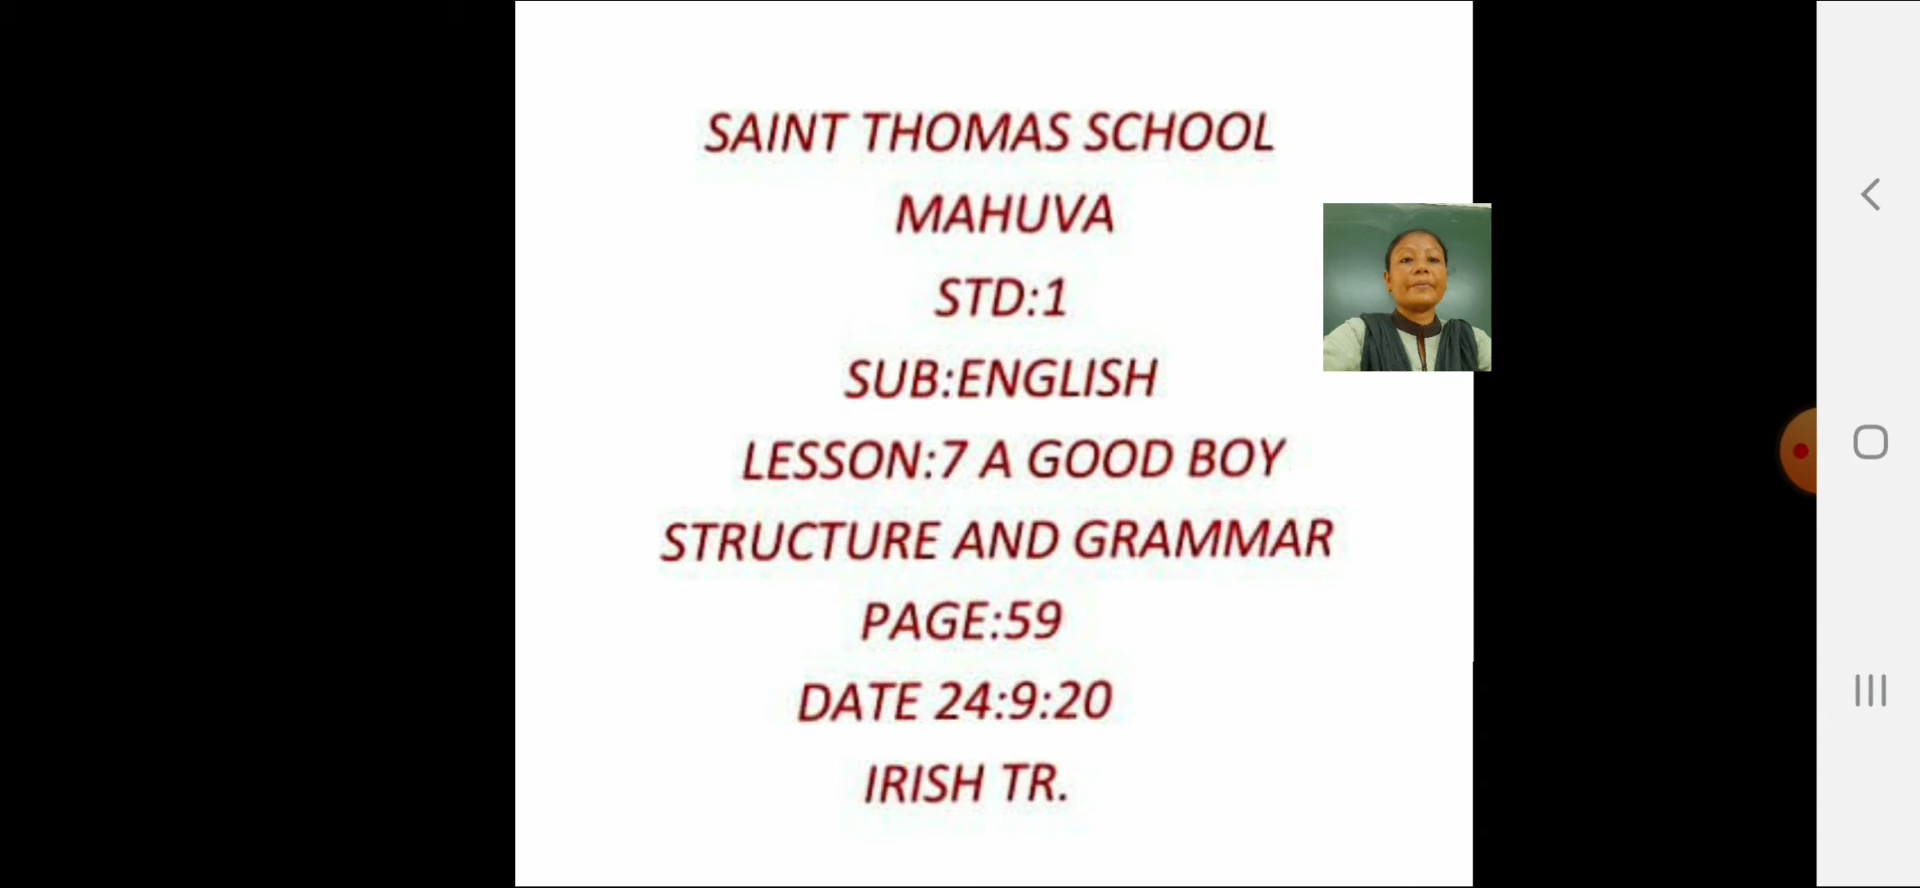 SAINT THOMAS SCHOOL
MAHUVA
STD:1
SUB:ENGLISH
LESSON:7 A GOOD BOY
STRUCTURE AND GRAMMAR
PAGE:59
DATE 24:9:20
IRISH TR.